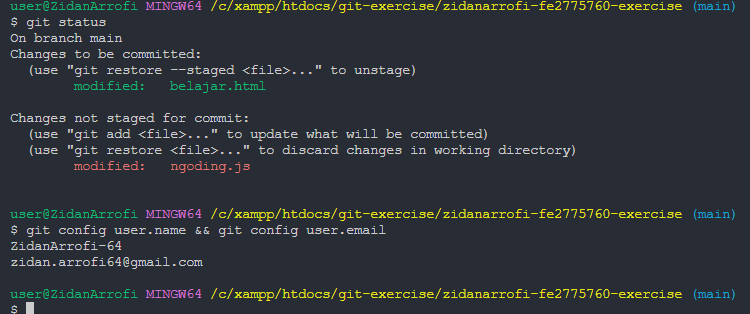 user@ZidanArrofi MINGW64 /c/xampp/htdocs/git-exercise/zidanarrofi-fe2775760-exercise (main)
$ git status
On branch main
Changes to be committed:
  (use "git restore --staged <file>..." to unstage)
        modified:   belajar.html

Changes not staged for commit:
  (use "git add <file>..." to update what will be committed)
  (use "git restore <file>..." to discard changes in working directory)
        modified:   ngoding.js


user@ZidanArrofi MINGW64 /c/xampp/htdocs/git-exercise/zidanarrofi-fe2775760-exercise (main)
$ git config user.name && git config user.email
ZidanArrofi-64
zidan.arrofi64@gmail.com

user@ZidanArrofi MINGW64 /c/xampp/htdocs/git-exercise/zidanarrofi-fe2775760-exercise (main)
$